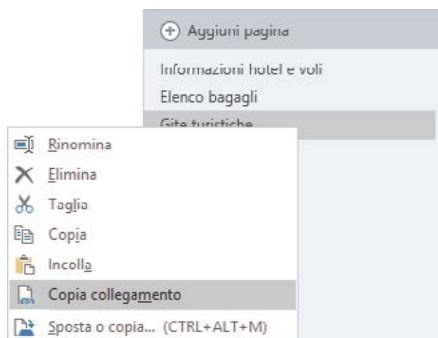 Aggiuni pagina
Informazioni hotel e voli
Elenco bagagli
Gite turistiche
Rinomina
Elimina
Taglia
Copia
Incolla
Copia collegamento
Sposta o copia... (CTRL+ALT+M)